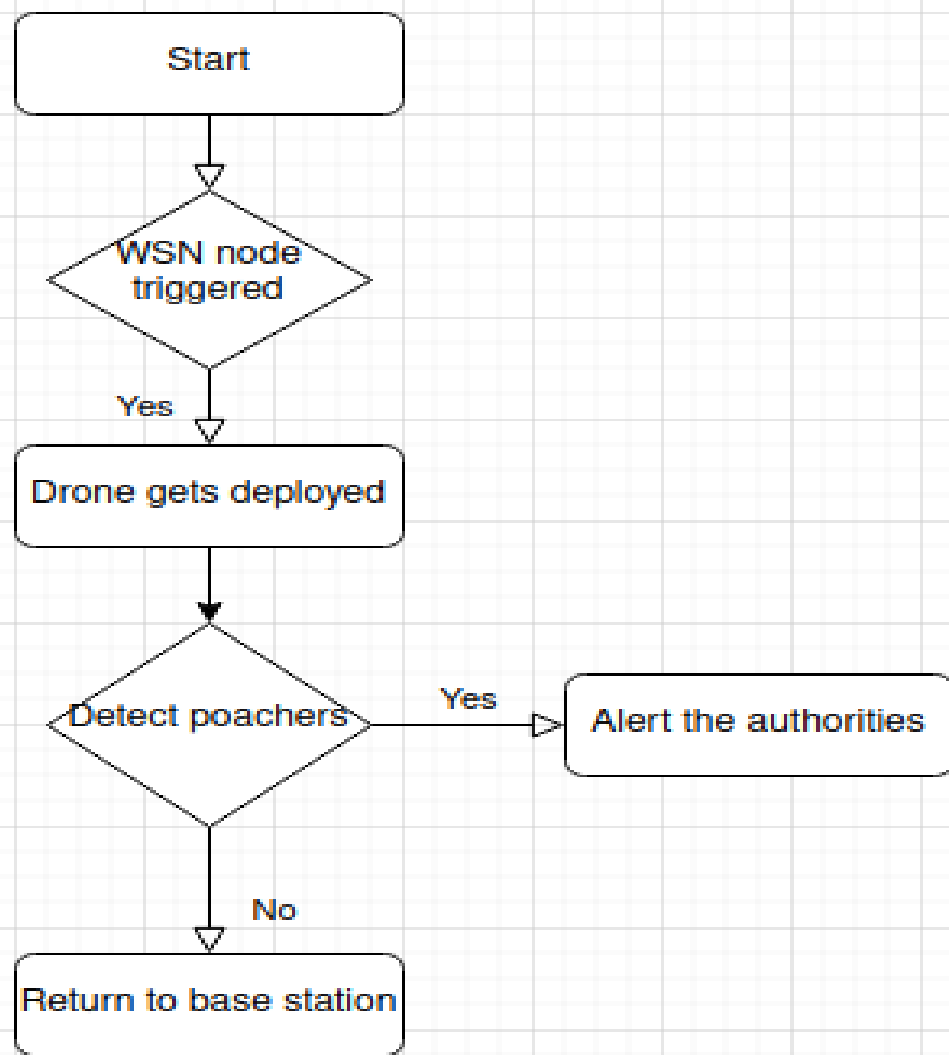 Start
WSN node
triggered
Yes
Drone gets deployed
Detect poachers
Yes
Alert the authorities
No
Return to base station